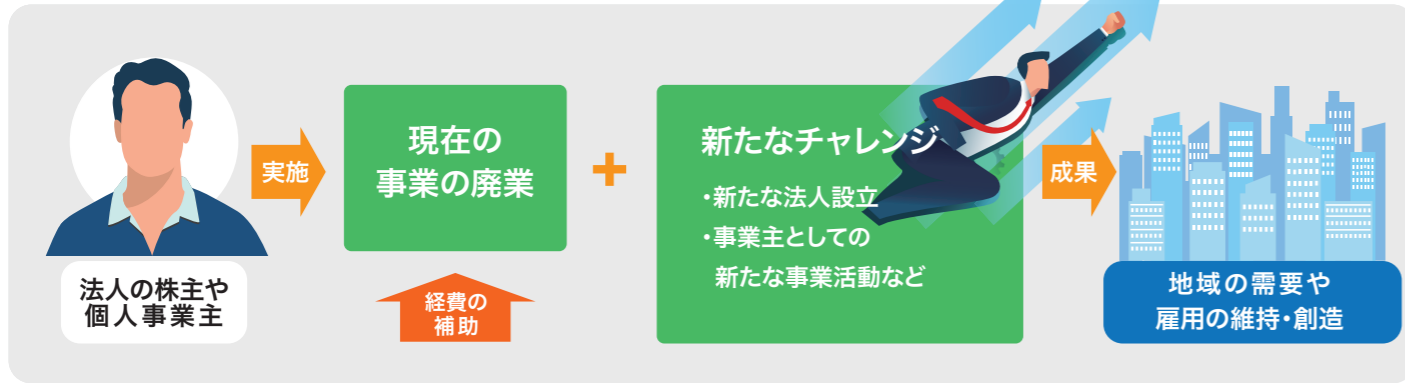 法人の株主や
個人事業主
実施
現在の
事業の廃業
経費の
補助
+
新たなチャレンジ
・新たな法人設立
・事業主としての
新たな事業活動など
成果
地域の需要や
雇用の維持・創造